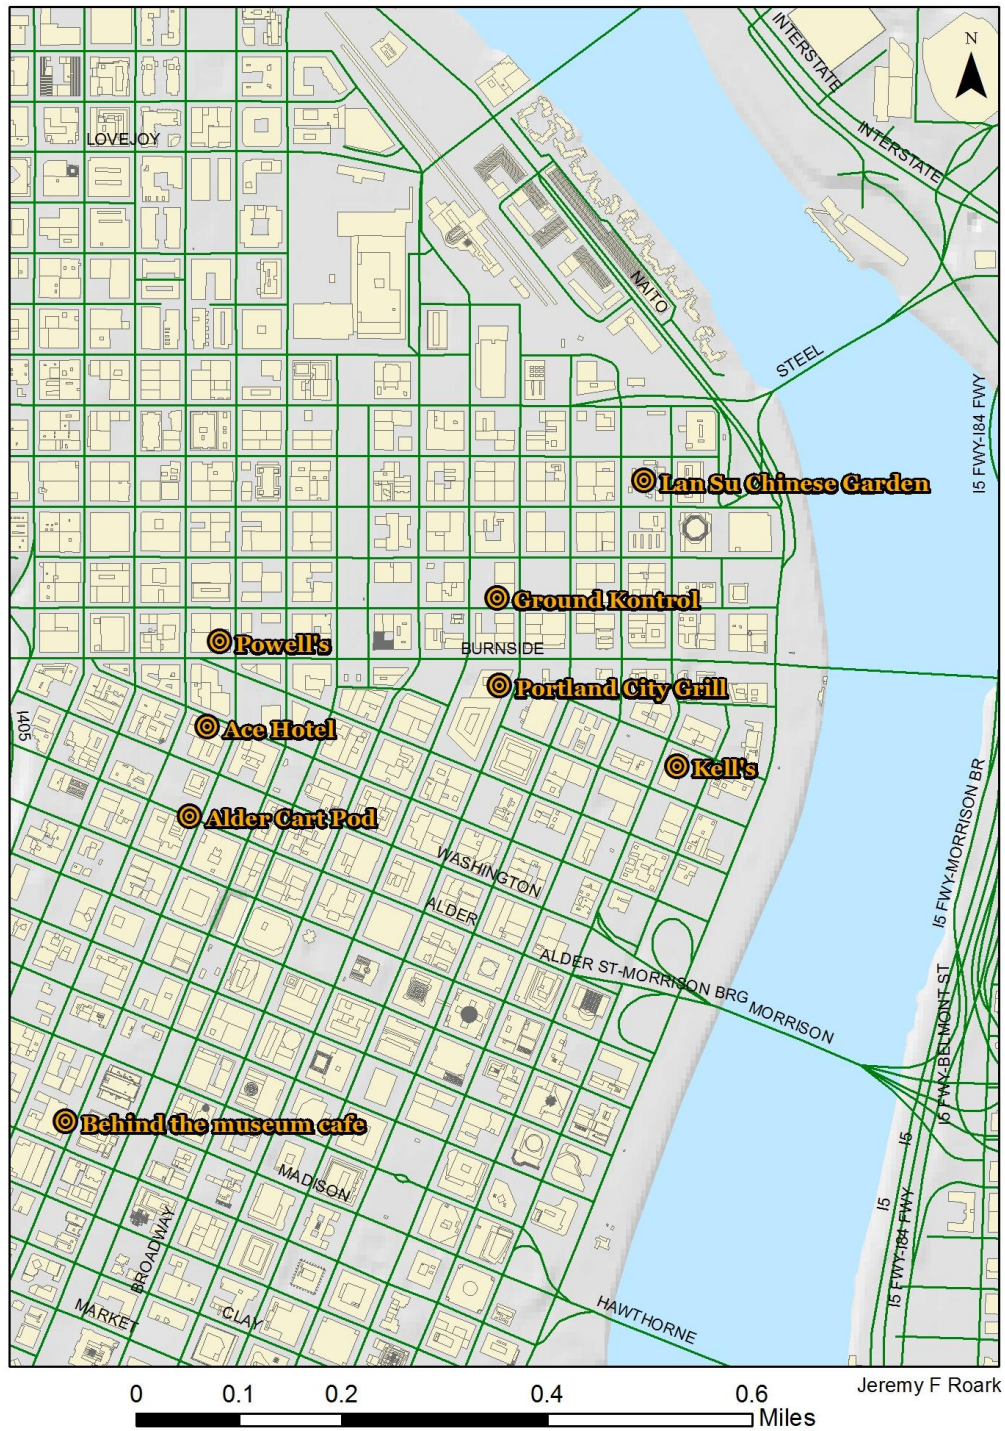 INTERSTATE
N
LOVEJOY
INTERSTATE
NAITO
STEEL
I5 FWY-I84 FWY
Lan Su Chinese Garden
Ground Kontrol
Powell's
BURNSIDE
Portland City Grill
I405
Ace Hotel
Kell's
Alder Cart Pod
I5 FWY-MORRISON BR
WASHINGTON
ALDER
ALDER ST-MORRISON BRG
MORRISON
I5 FWY-BELMONT ST
Behind the museum cafe
I5
MADISON
I5
I5 FWY-I84 FWY
BROADWAY
MARKET
CLAY
HAWTHORNE
Jeremy F Roark
0 0.1 0.2 0.4 0.6
Miles